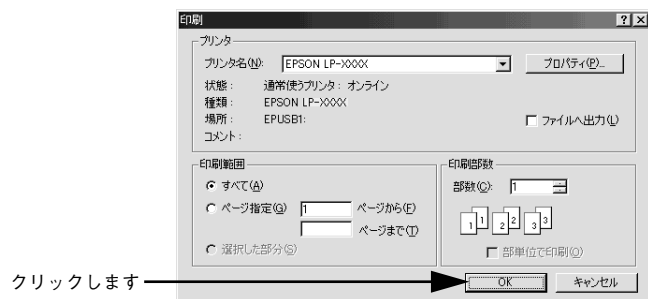 印刷
プリンタ
プリンタ名(N): EPSON LP-XXXX プロパティ(P)...
状態: 通常使うプリンタ: オンライン
種類: EPSON LP-XXXX
場所: EPUSB1: ファイルへ出力(L)
コメント:
印刷範囲
すべて(A)
ページ指定(G) 1 ページから(F)
ページまで(T)
選択した部分(S)
印刷部数
部数(C): 1
1 1 2 2 3 3
部単位で印刷(O)
クリックします OK キャンセル